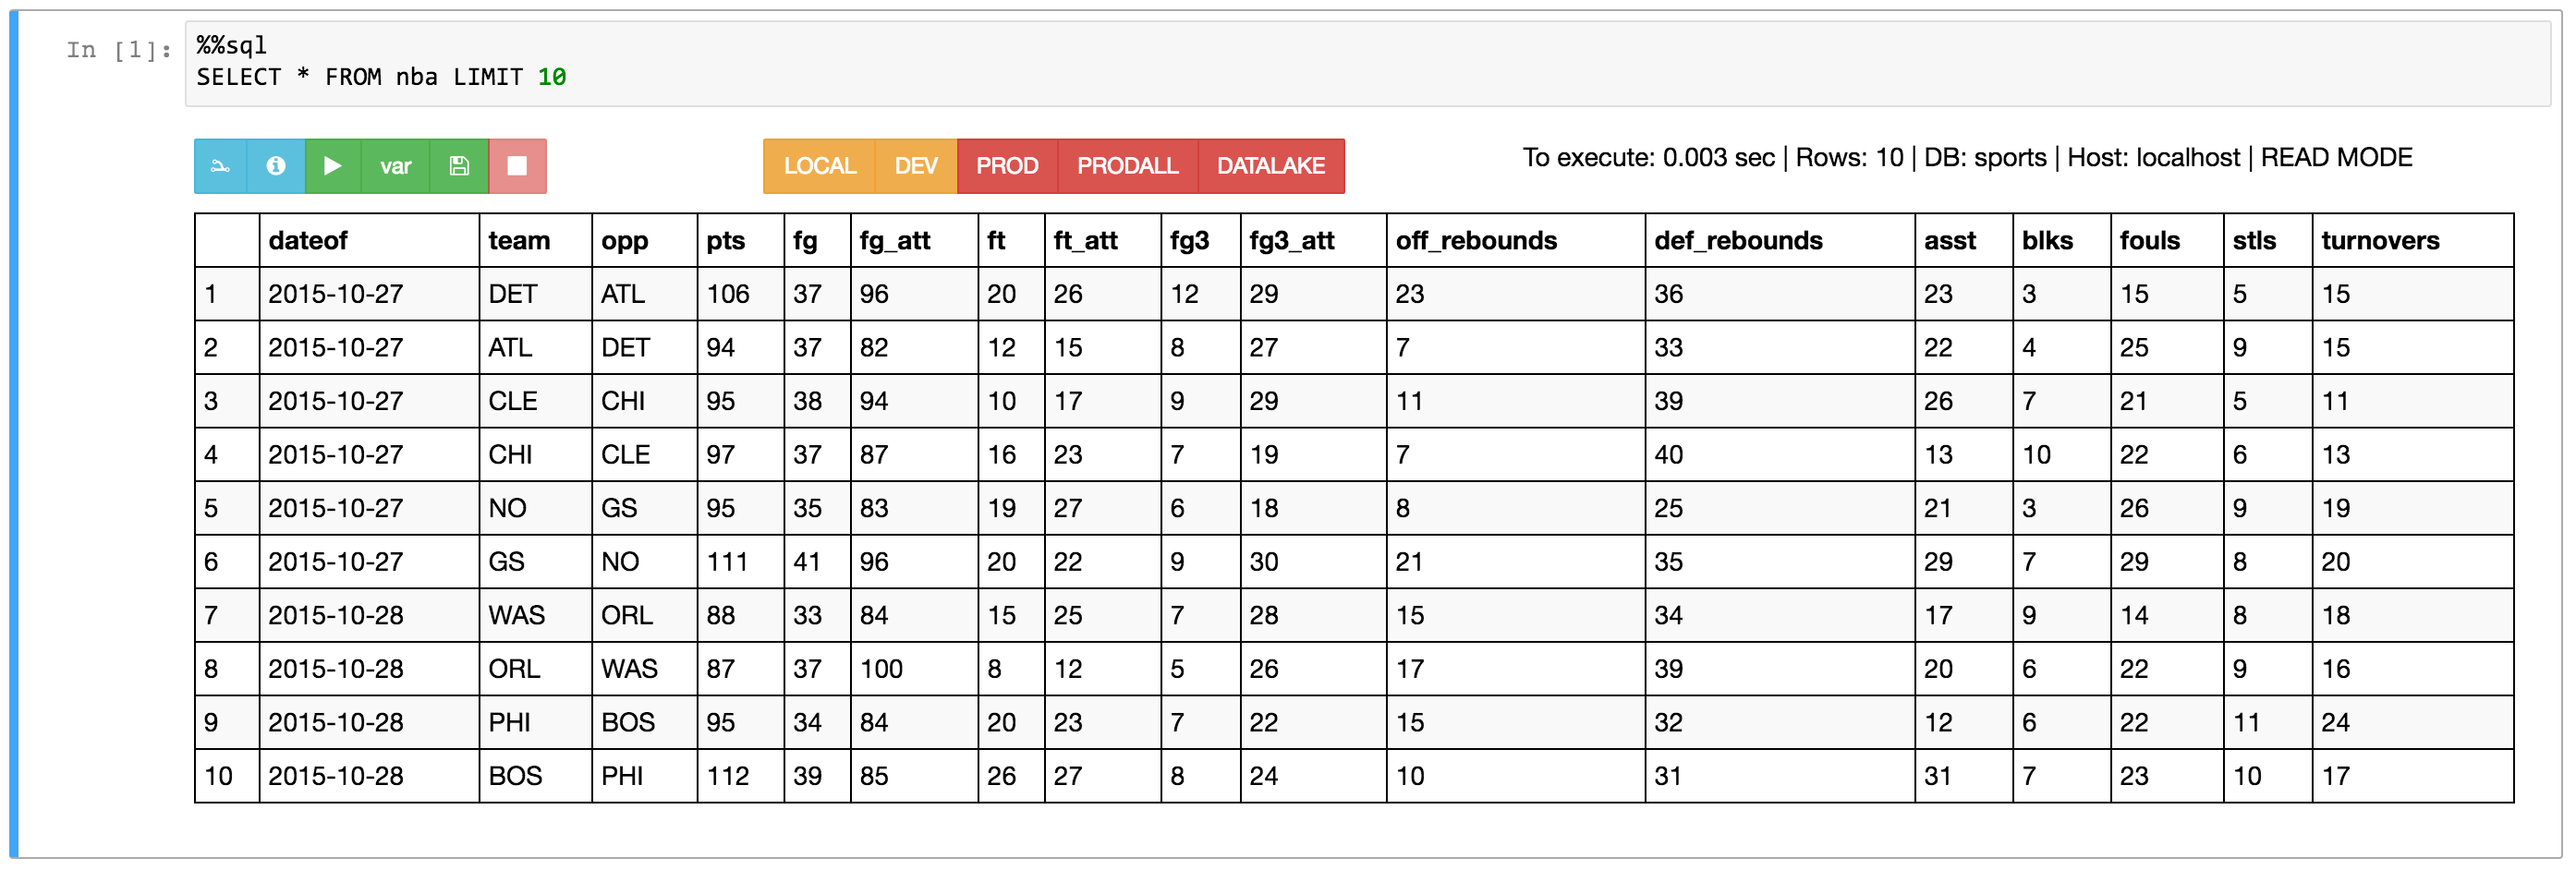 In [1]:
%%sql
SELECT * FROM nba LIMIT 10
var
LOCAL DEV PROD PRODALL DATALAKE
To execute: 0.003 sec | Rows: 10 | DB: sports | Host: localhost | READ MODE
dateof team opp pts fg fg_att ft ft_att fg3 fg3_att off_rebounds def_rebounds asst blks fouls stls turnovers
1 2015-10-27 DET ATL 106 37 96 20 26 12 29 23 36 23 3 15 5 15
2 2015-10-27 ATL DET 94 37 82 12 15 8 27 7 33 22 4 25 9 15
3 2015-10-27 CLE CHI 95 38 94 10 17 9 29 11 39 26 7 21 5 11
4 2015-10-27 CHI CLE 97 37 87 16 23 7 19 7 40 13 10 22 6 13
5 2015-10-27 NO GS 95 35 83 19 27 6 18 8 25 21 3 26 9 19
6 2015-10-27 GS NO 111 41 96 20 22 9 30 21 35 29 7 29 8 20
7 2015-10-28 WAS ORL 88 33 84 15 25 7 28 15 34 17 9 14 8 18
8 2015-10-28 ORL WAS 87 37 100 8 12 5 26 17 39 20 6 22 9 16
9 2015-10-28 PHI BOS 95 34 84 20 23 7 22 15 32 12 6 22 11 24
10 2015-10-28 BOS PHI 112 39 85 26 27 8 24 10 31 31 7 23 10 17